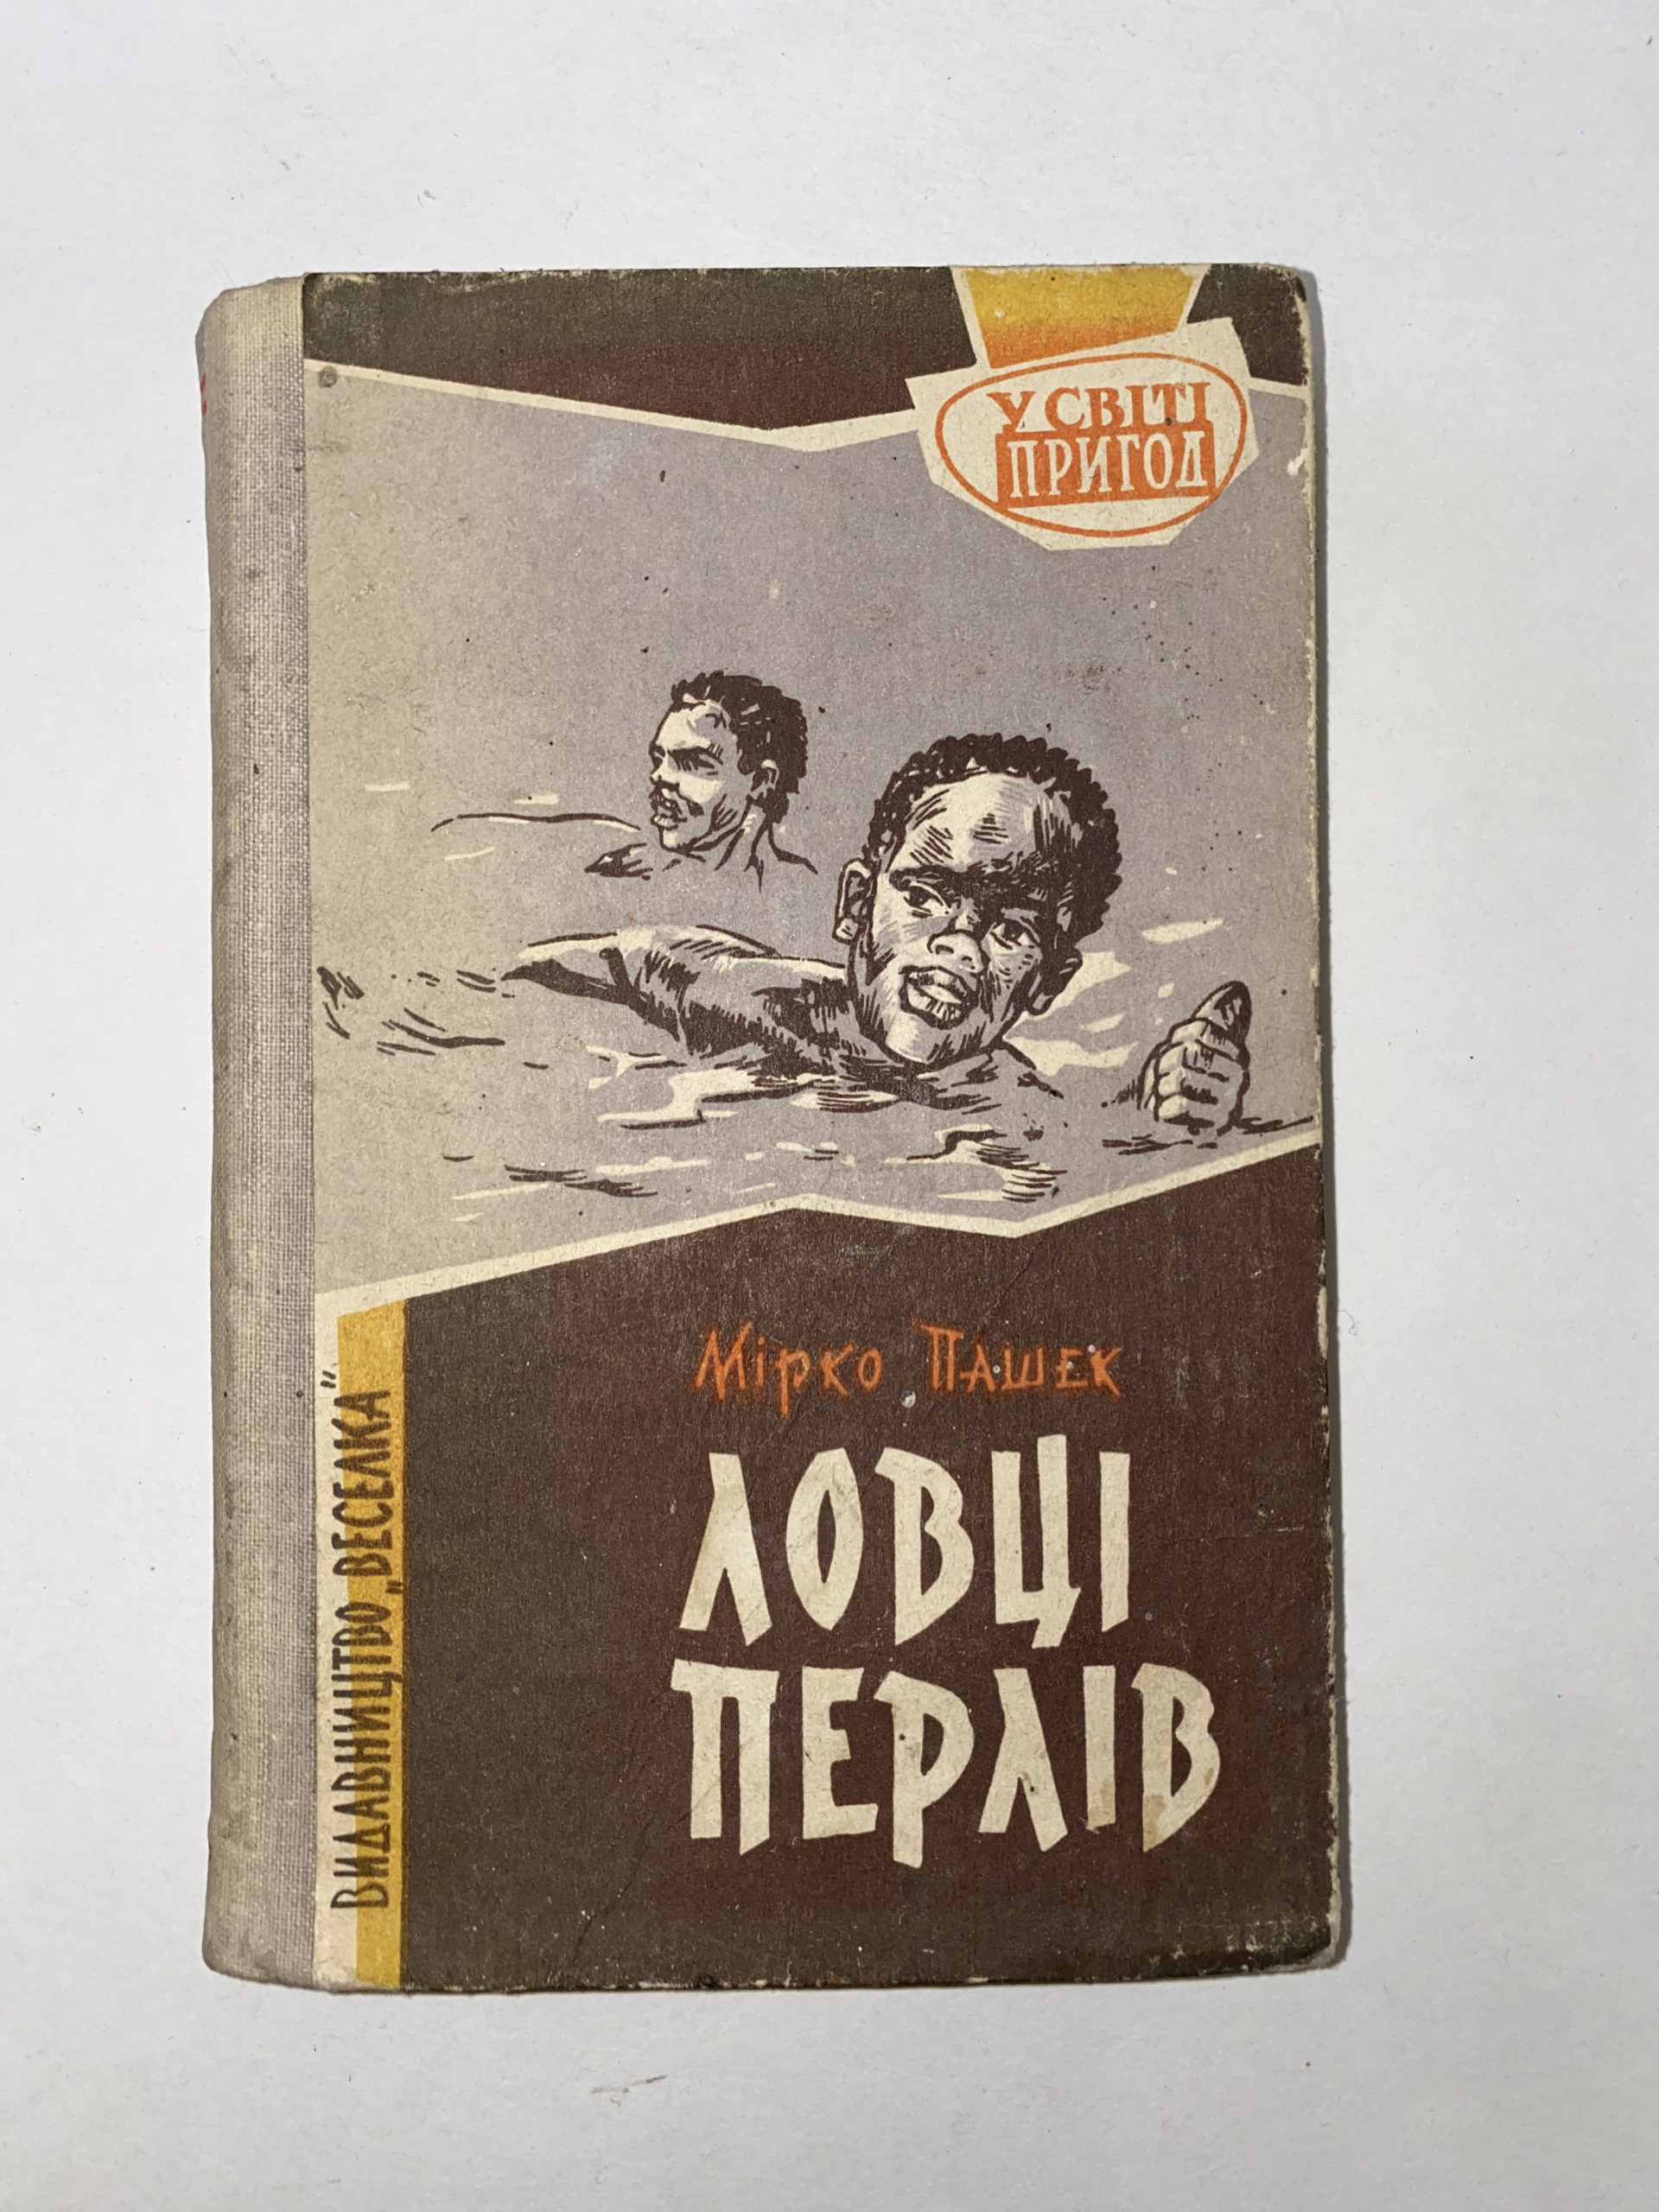 У СВІТІ
ПРИГОД
Мірко Пашек
ЛОВЦІ
ПЕРЛІВ
ВИДАВНИЦТВО „ВЕСЕЛКА"